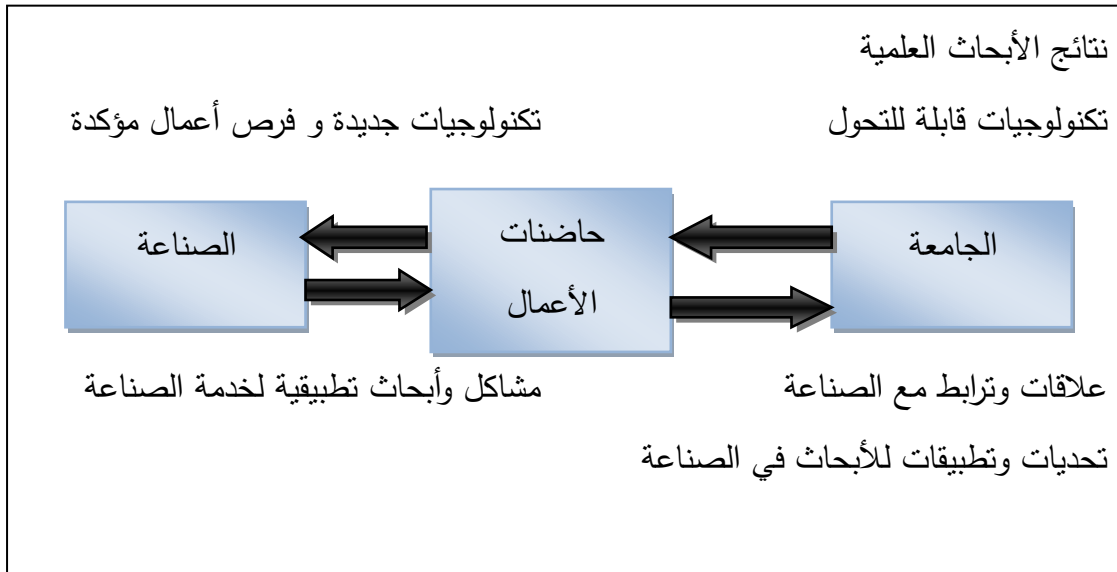 نتائج الأبحاث العلمية
تكنولوجيات قابلة للتحول
تكنولوجيات جديدة و فرص أعمال مؤكدة
الجامعة
حاضنات
الأعمال
الصناعة
علاقات وترابط مع الصناعة
مشاكل وأبحاث تطبيقية لخدمة الصناعة
تحديات وتطبيقات للأبحاث في الصناعة